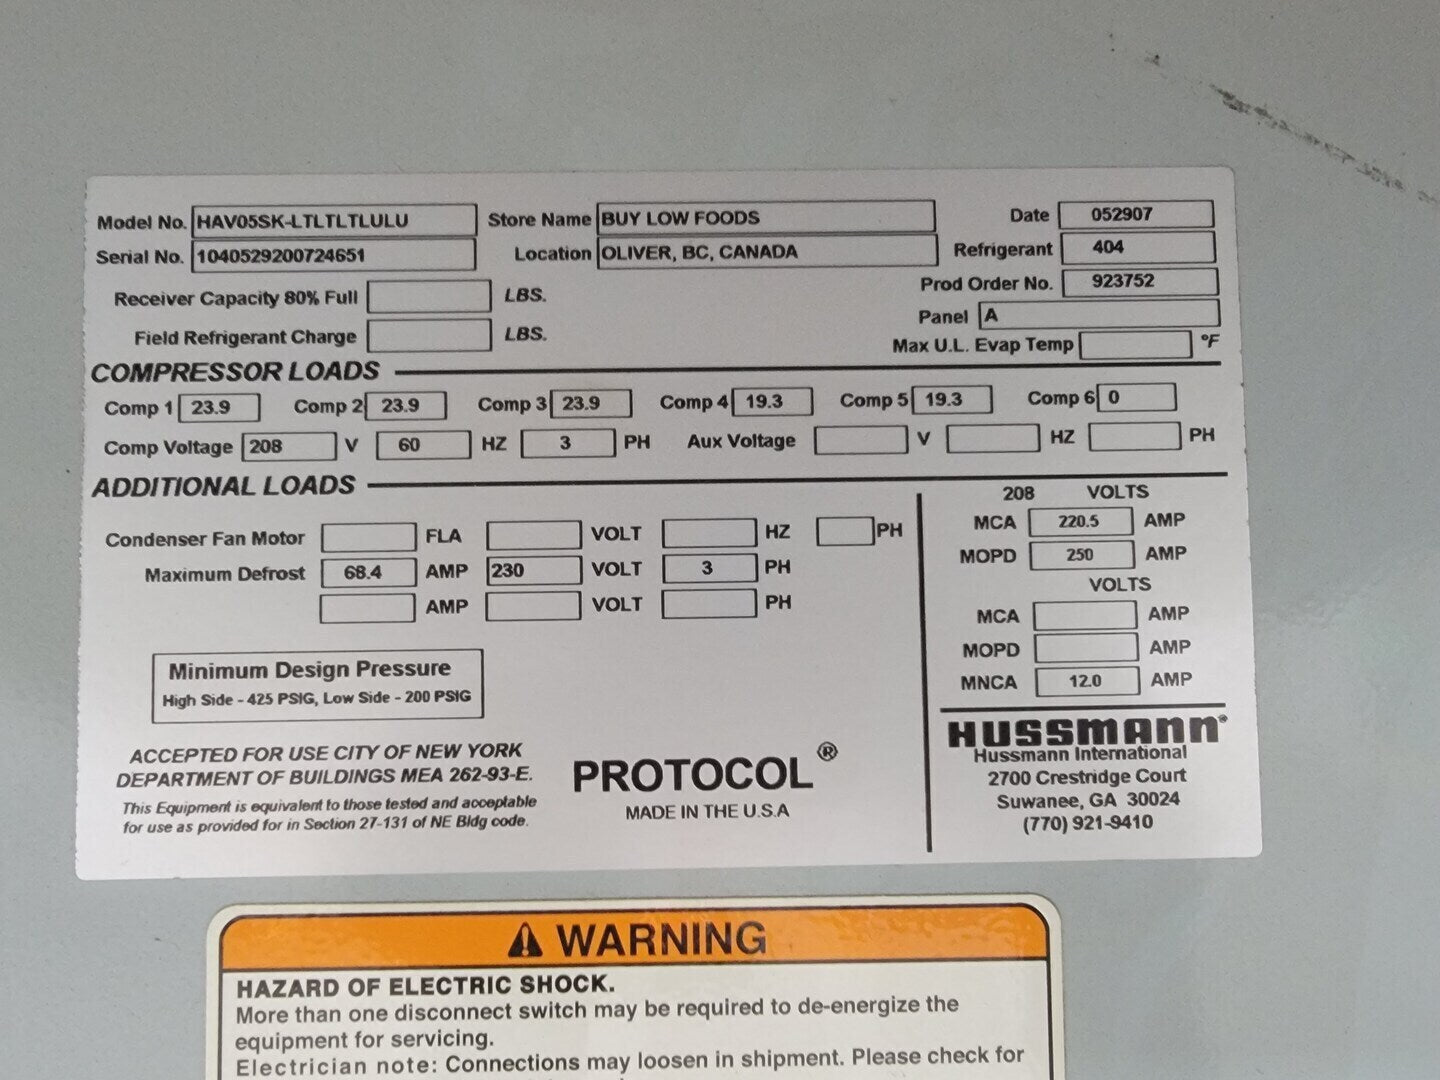 Model No. HAV05SK-LTLTLTLULU Store Name BUY LOW FOODS Date 052907
Serial No. 1040529200724651 Location OLIVER, BC, CANADA Refrigerant 404
Receiver Capacity 80% Full LBS. Prod Order No. 923752
Panel A
Field Refrigerant Charge LBS. Max U.L. Evap Temp °F
COMPRESSOR LOADS
Comp 1 23.9 Comp 2 23.9 Comp 3 23.9 Comp 4 19.3 Comp 5 19.3 Comp 6 0
Comp Voltage 208 V 60 HZ 3 PH Aux Voltage V HZ PH
ADDITIONAL LOADS
208 VOLTS
Condenser Fan Motor FLA VOLT HZ PH MCA 220.5 AMP
Maximum Defrost 68.4 AMP 230 VOLT 3 PH MOPD 250 AMP
VOLTS
AMP VOLT PH MCA AMP
MOPD AMP
MNCA 12.0 AMP
Minimum Design Pressure
High Side - 425 PSIG, Low Side - 200 PSIG
ACCEPTED FOR USE CITY OF NEW YORK
DEPARTMENT OF BUILDINGS MEA 262-93-E.
This Equipment is equivalent to those tested and acceptable
for use as provided for in Section 27-131 of NE Bldg code.
PROTOCOL®
MADE IN THE U.S.A
HUSSMANN®
Hussmann International
2700 Crestridge Court
Suwanee, GA 30024
(770) 921-9410
WARNING
HAZARD OF ELECTRIC SHOCK.
More than one disconnect switch may be required to de-energize the
equipment for servicing.
Electrician note: Connections may loosen in shipment. Please check for